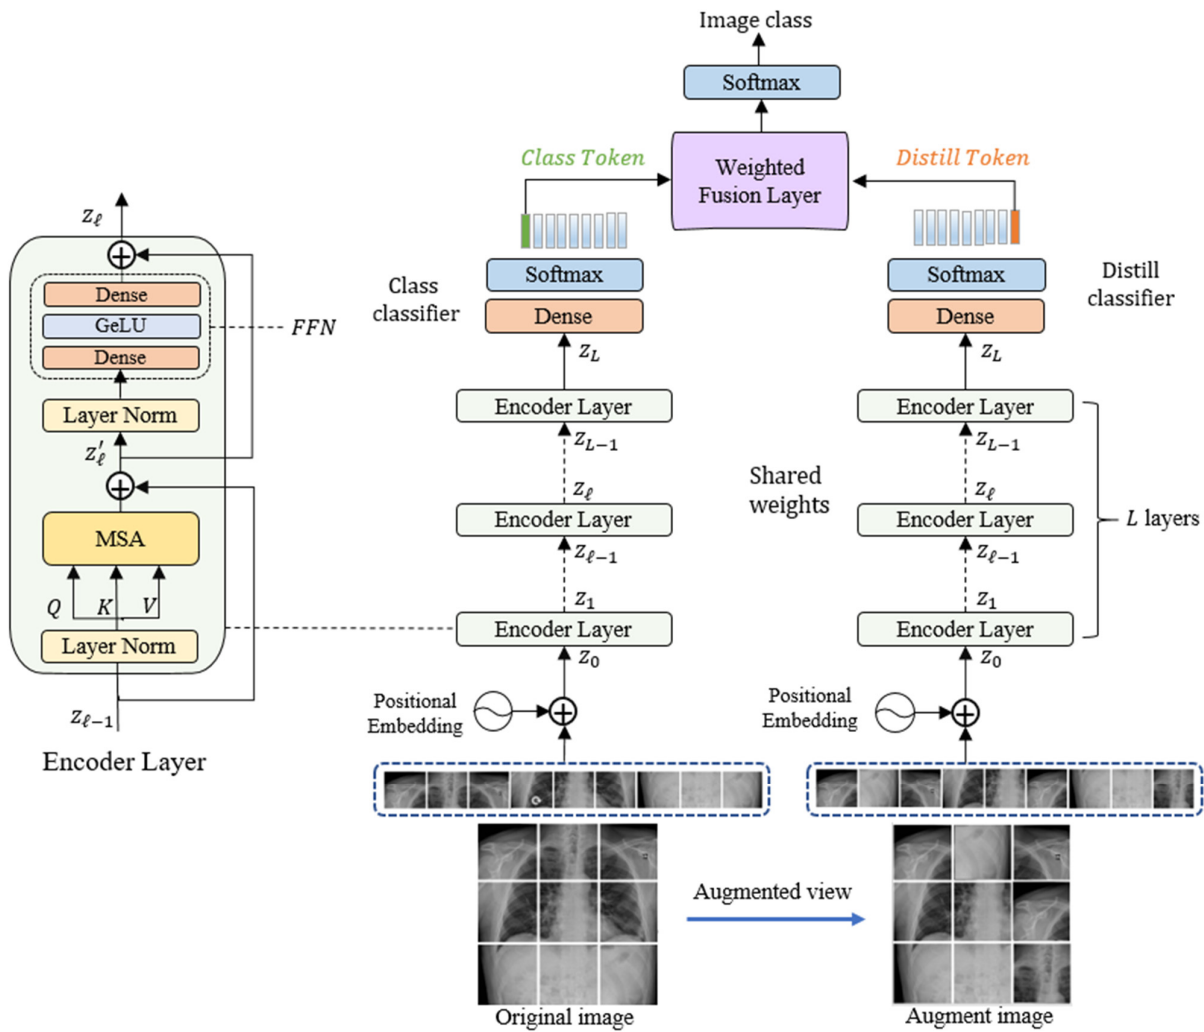 Image class
Softmax
Class Token
Weighted
Fusion Layer
Distill Token
Softmax
Dense
Class
classifier
Softmax
Dense
Distill
classifier
z_L
z_L
Encoder Layer
Encoder Layer
z_{L−1}
z_{L−1}
z_ℓ
z_ℓ
Shared
weights
Encoder Layer
Encoder Layer
L layers
z_{ℓ−1}
z_{ℓ−1}
z_1
z_1
Encoder Layer
Encoder Layer
z_0
z_0
Positional
Embedding
Positional
Embedding
z_ℓ
Dense
GeLU
FFN
Dense
Layer Norm
z′_ℓ
MSA
Q K V
Layer Norm
z_{ℓ−1}
Encoder Layer
Augmented view
Original image
Augment image